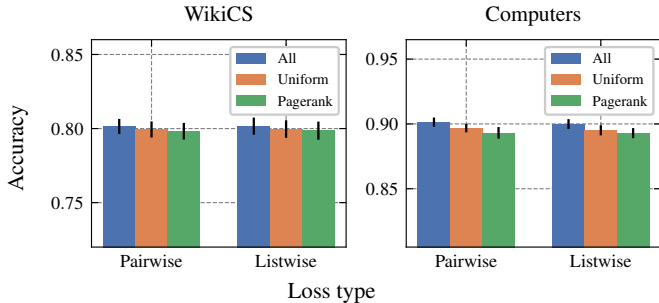 WikiCS
Computers
Accuracy
0.85
0.80
0.75
All
Uniform
Pagerank
Pairwise
Listwise
0.95
0.90
0.85
All
Uniform
Pagerank
Pairwise
Listwise
Loss type